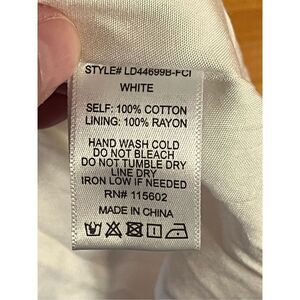 STYLE# LD44699B-FCI
WHITE
SELF: 100% COTTON
LINING: 100% RAYON
HAND WASH COLD
DO NOT BLEACH
DO NOT TUMBLE DRY
LINE DRY
IRON LOW IF NEEDED
RN# 115602
MADE IN CHINA